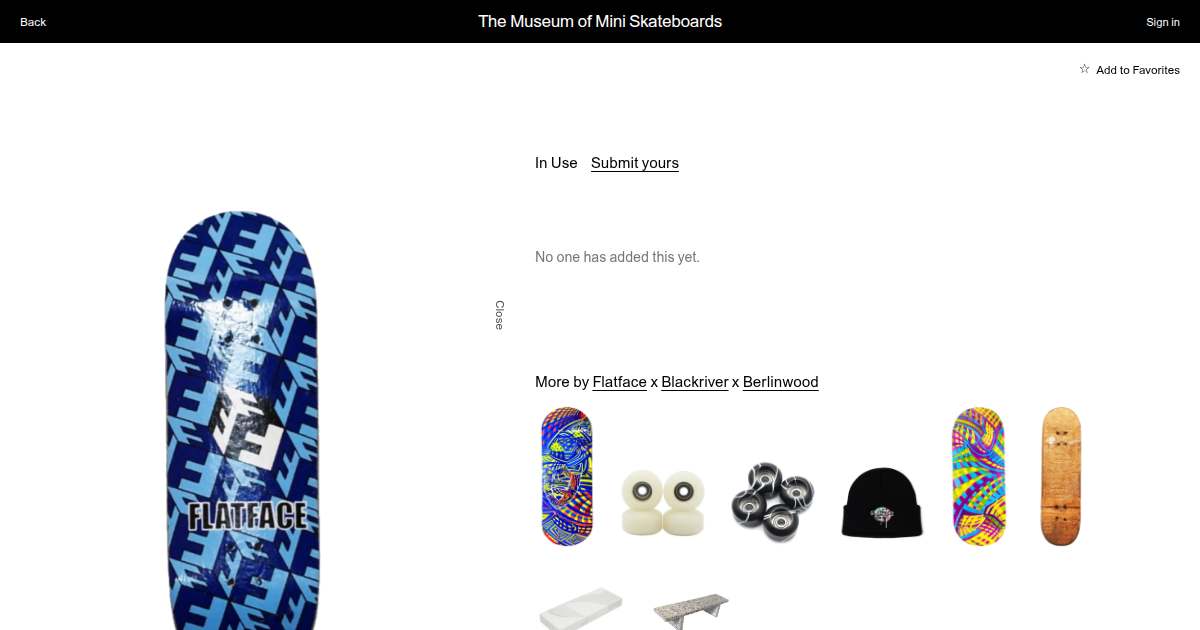 Back
The Museum of Mini Skateboards
Sign in
☆ Add to Favorites
In Use Submit yours
No one has added this yet.
Close
More by Flatface x Blackriver x Berlinwood
FLATFACE